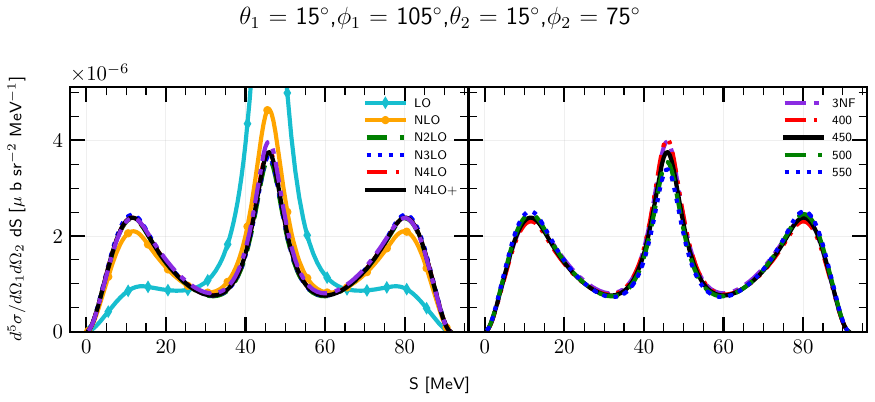 θ₁ = 15°,ϕ₁ = 105°,θ₂ = 15°,ϕ₂ = 75°
×10⁻⁶
d⁵σ/dΩ₁dΩ₂ dS [μ b sr⁻² MeV⁻¹]
4
2
0
LO
NLO
N2LO
N3LO
N4LO
N4LO+
3NF
400
450
500
550
0 20 40 60 80
0 20 40 60 80
S [MeV]